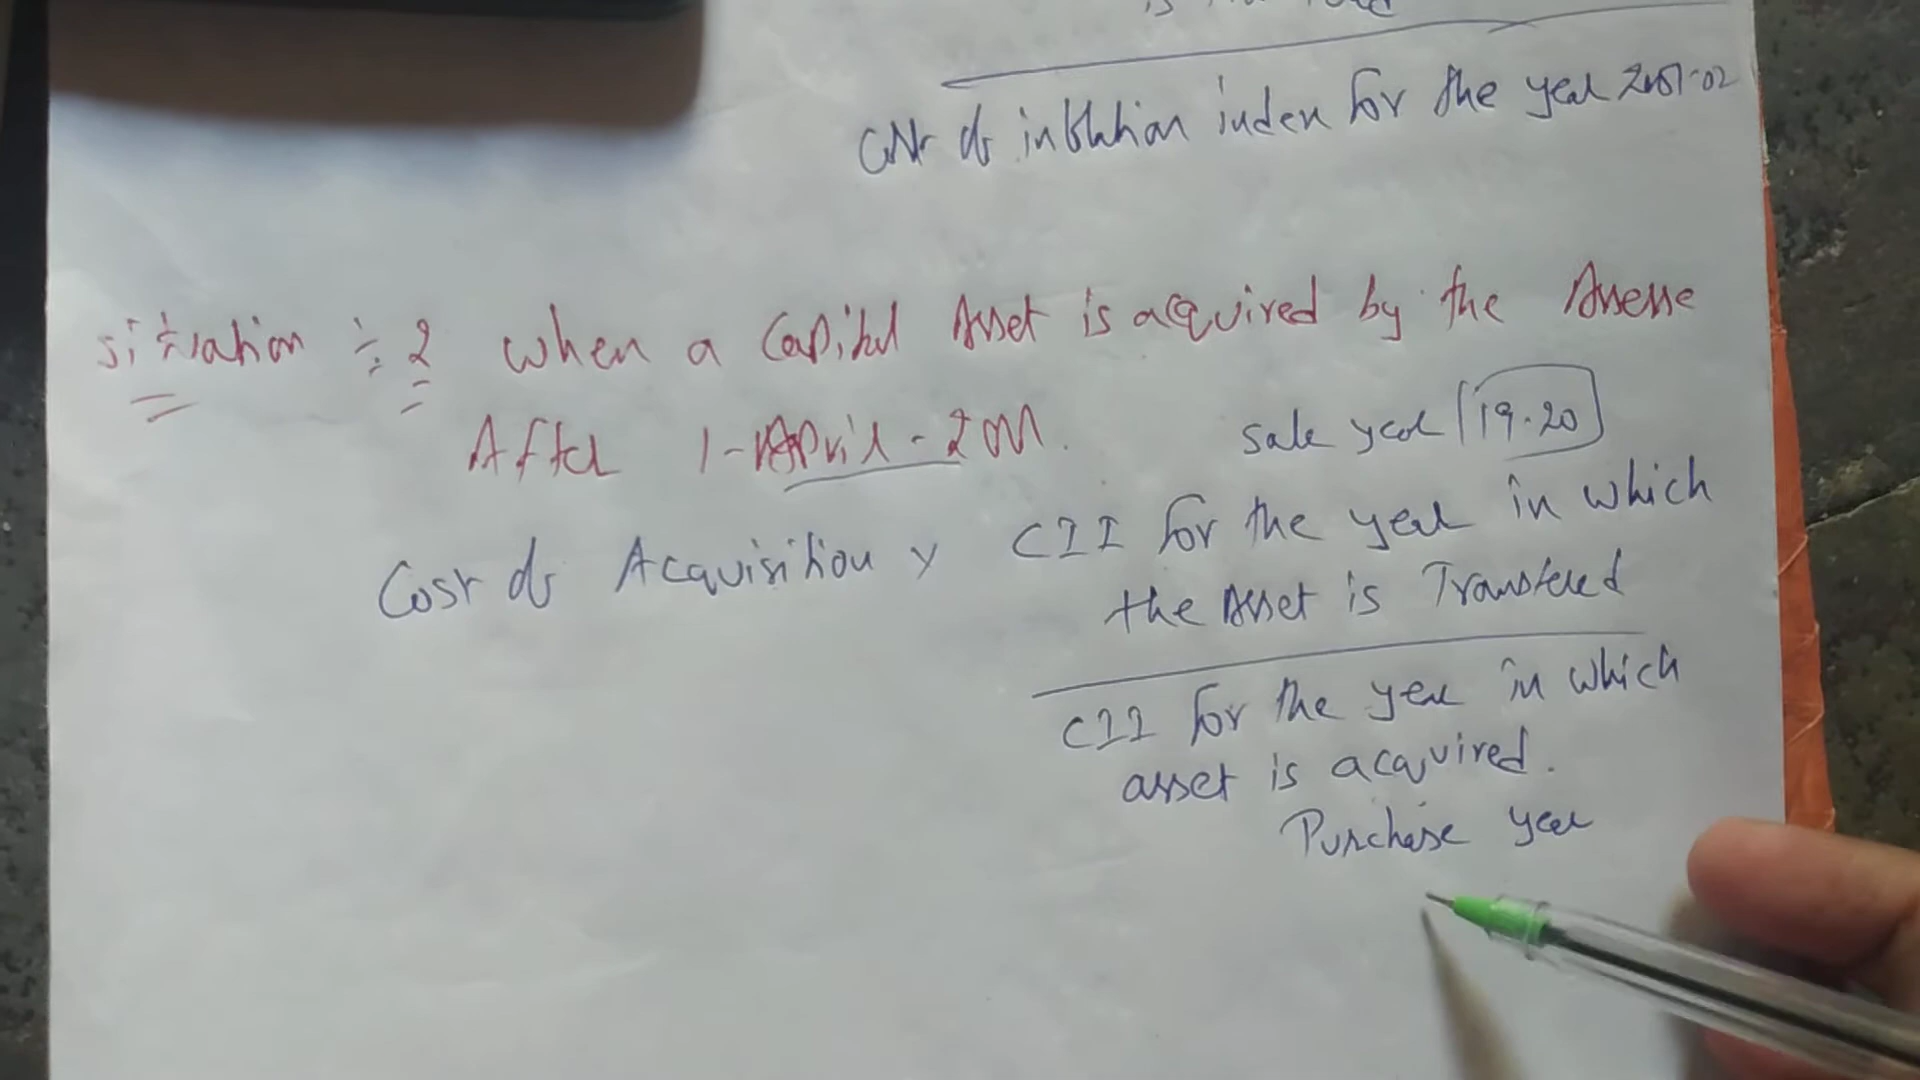 Cost of inflation index for the year 2001-02
situation ÷ 2 when a Capital Asset is acquired by the Assesse
After 1-April-2001.
sale year 19.20
Cost of Acquisition x CII for the year in which
the Asset is Transfered
CII for the year in which
asset is acquired.
Purchase year